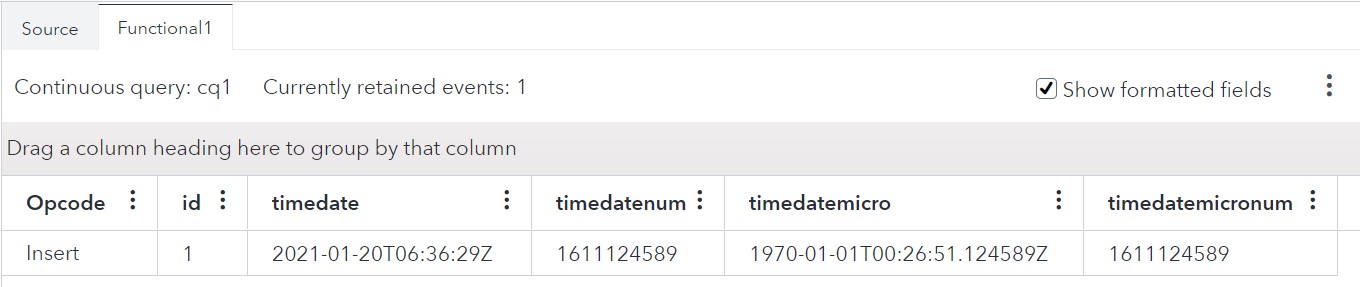 Source Functional1
Continuous query: cq1 Currently retained events: 1 Show formatted fields
Drag a column heading here to group by that column
Opcode id timedate timedatenum timedatemicro timedatemicronum
Insert 1 2021-01-20T06:36:29Z 1611124589 1970-01-01T00:26:51.124589Z 1611124589